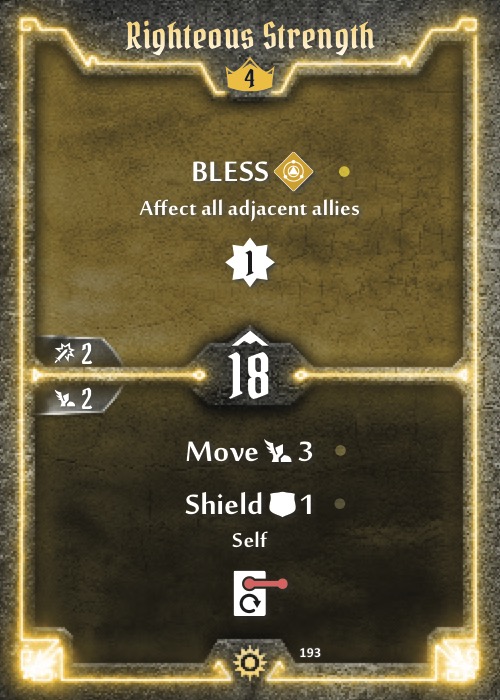 Righteous Strength
4
BLESS
Affect all adjacent allies
1
2
18
2
Move 3
Shield 1
Self
193